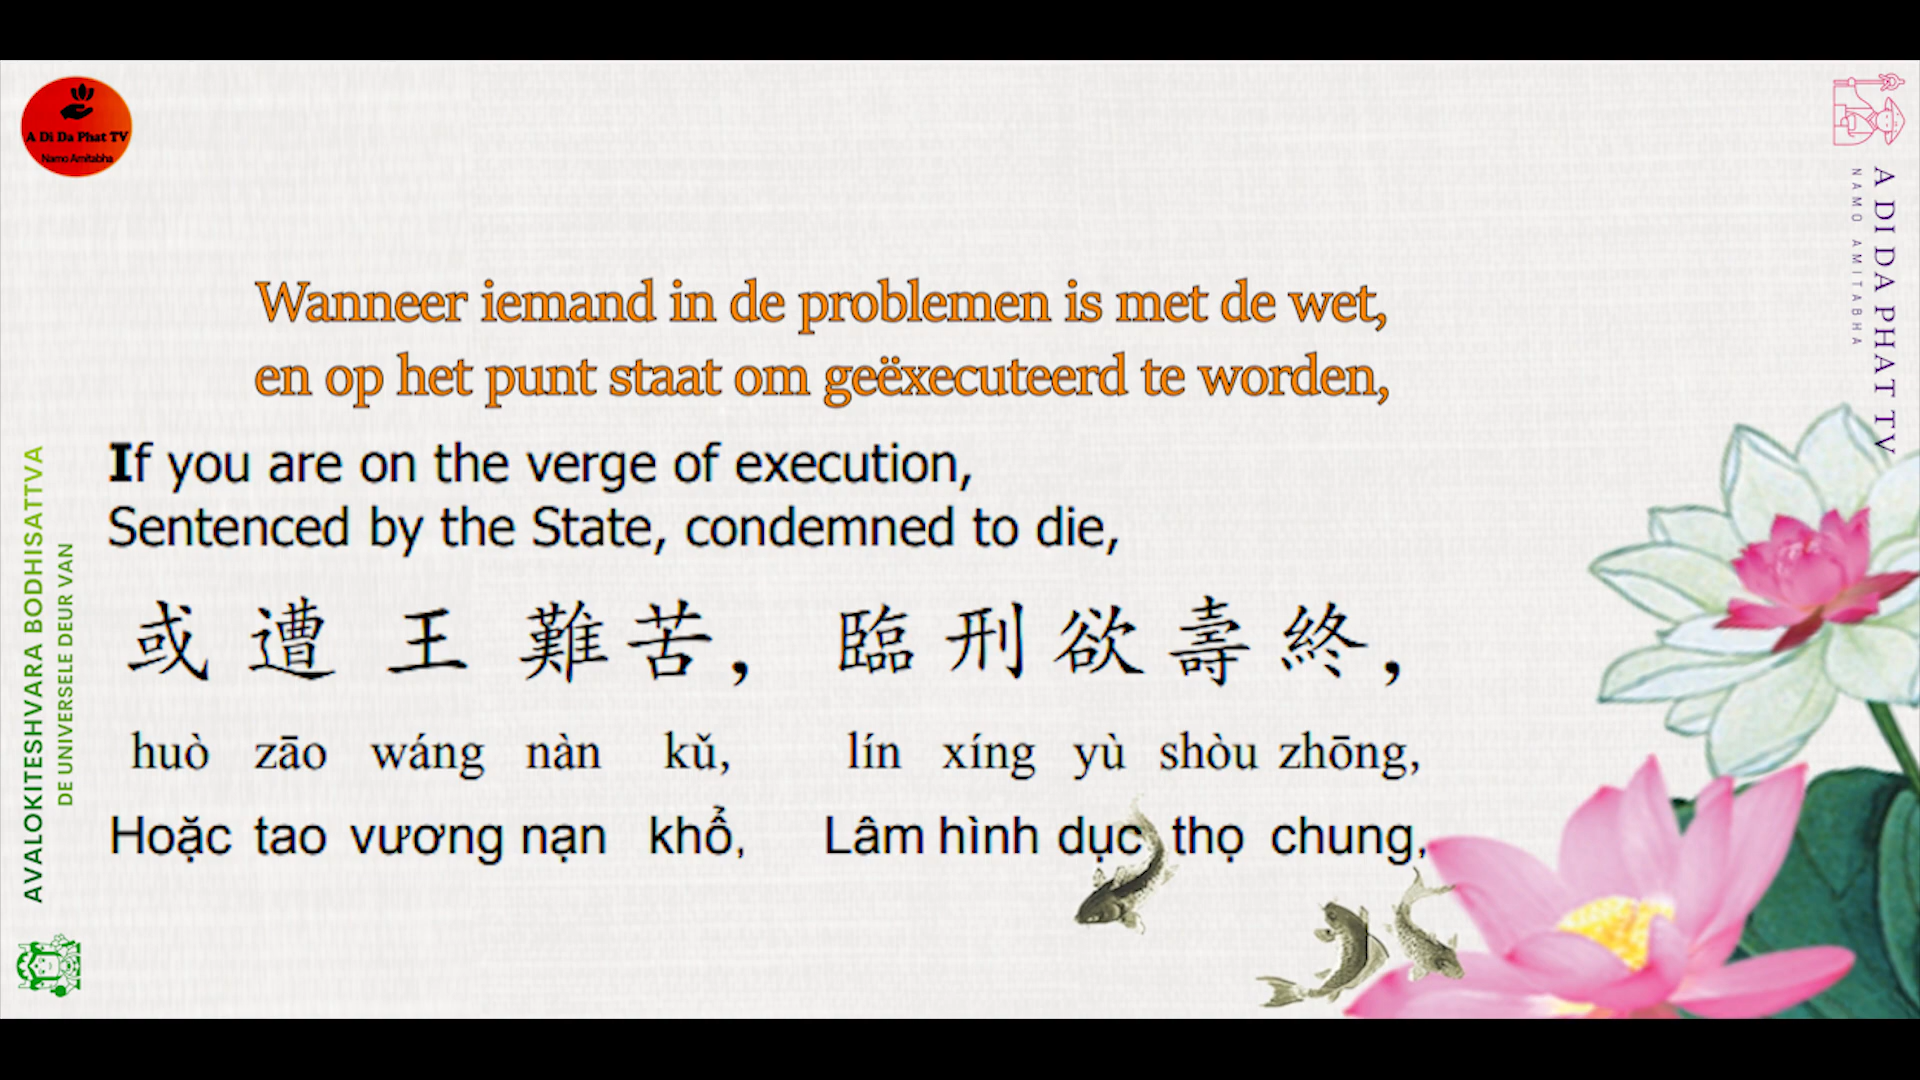 A Di Da Phat TV
Namo Amitabha
A DI DA PHAT TV
NAMO AMITABHA
Wanneer iemand in de problemen is met de wet,
en op het punt staat om geëxecuteerd te worden,
If you are on the verge of execution,
Sentenced by the State, condemned to die,
或遭王難苦，臨刑欲壽終，
huò zāo wáng nàn kǔ, lín xíng yù shòu zhōng,
Hoặc tao vương nạn khổ, Lâm hình dục thọ chung,
AVALOKITESHVARA BODHISATTVA
DE UNIVERSELE DEUR VAN